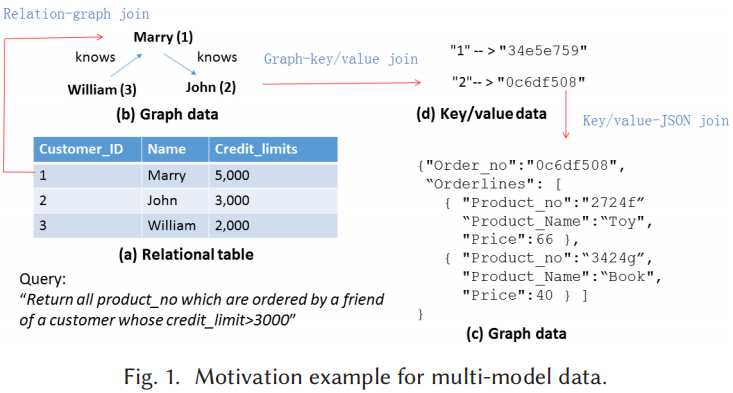 Relation-graph join
Marry (1)
knows
knows
William (3)
John (2)
(b) Graph data
Graph-key/value join
"1"-->"34e5e759"
"2"-->"0c6df508"
(d) Key/value data
Key/value-JSON join
Customer_ID Name Credit_limits
1 Marry 5,000
2 John 3,000
3 William 2,000
(a) Relational table
Query:
“Return all product_no which are ordered by a friend
of a customer whose credit_limit>3000”
{"Order_no":"0c6df508",
“Orderlines": [
{ "Product_no":"2724f”
“Product_Name":“Toy",
"Price":66 },
{ "Product_no":“3424g",
"Product_Name":“Book",
"Price":40 } ]
}
(c) Graph data
Fig. 1. Motivation example for multi-model data.